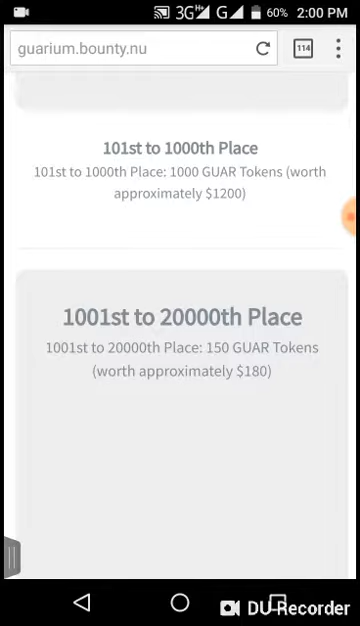 3G H+ G 60% 2:00 PM
guarium.bounty.nu 114
101st to 1000th Place
101st to 1000th Place: 1000 GUAR Tokens (worth
approximately $1200)
1001st to 20000th Place
1001st to 20000th Place: 150 GUAR Tokens
(worth approximately $180)
DU Recorder